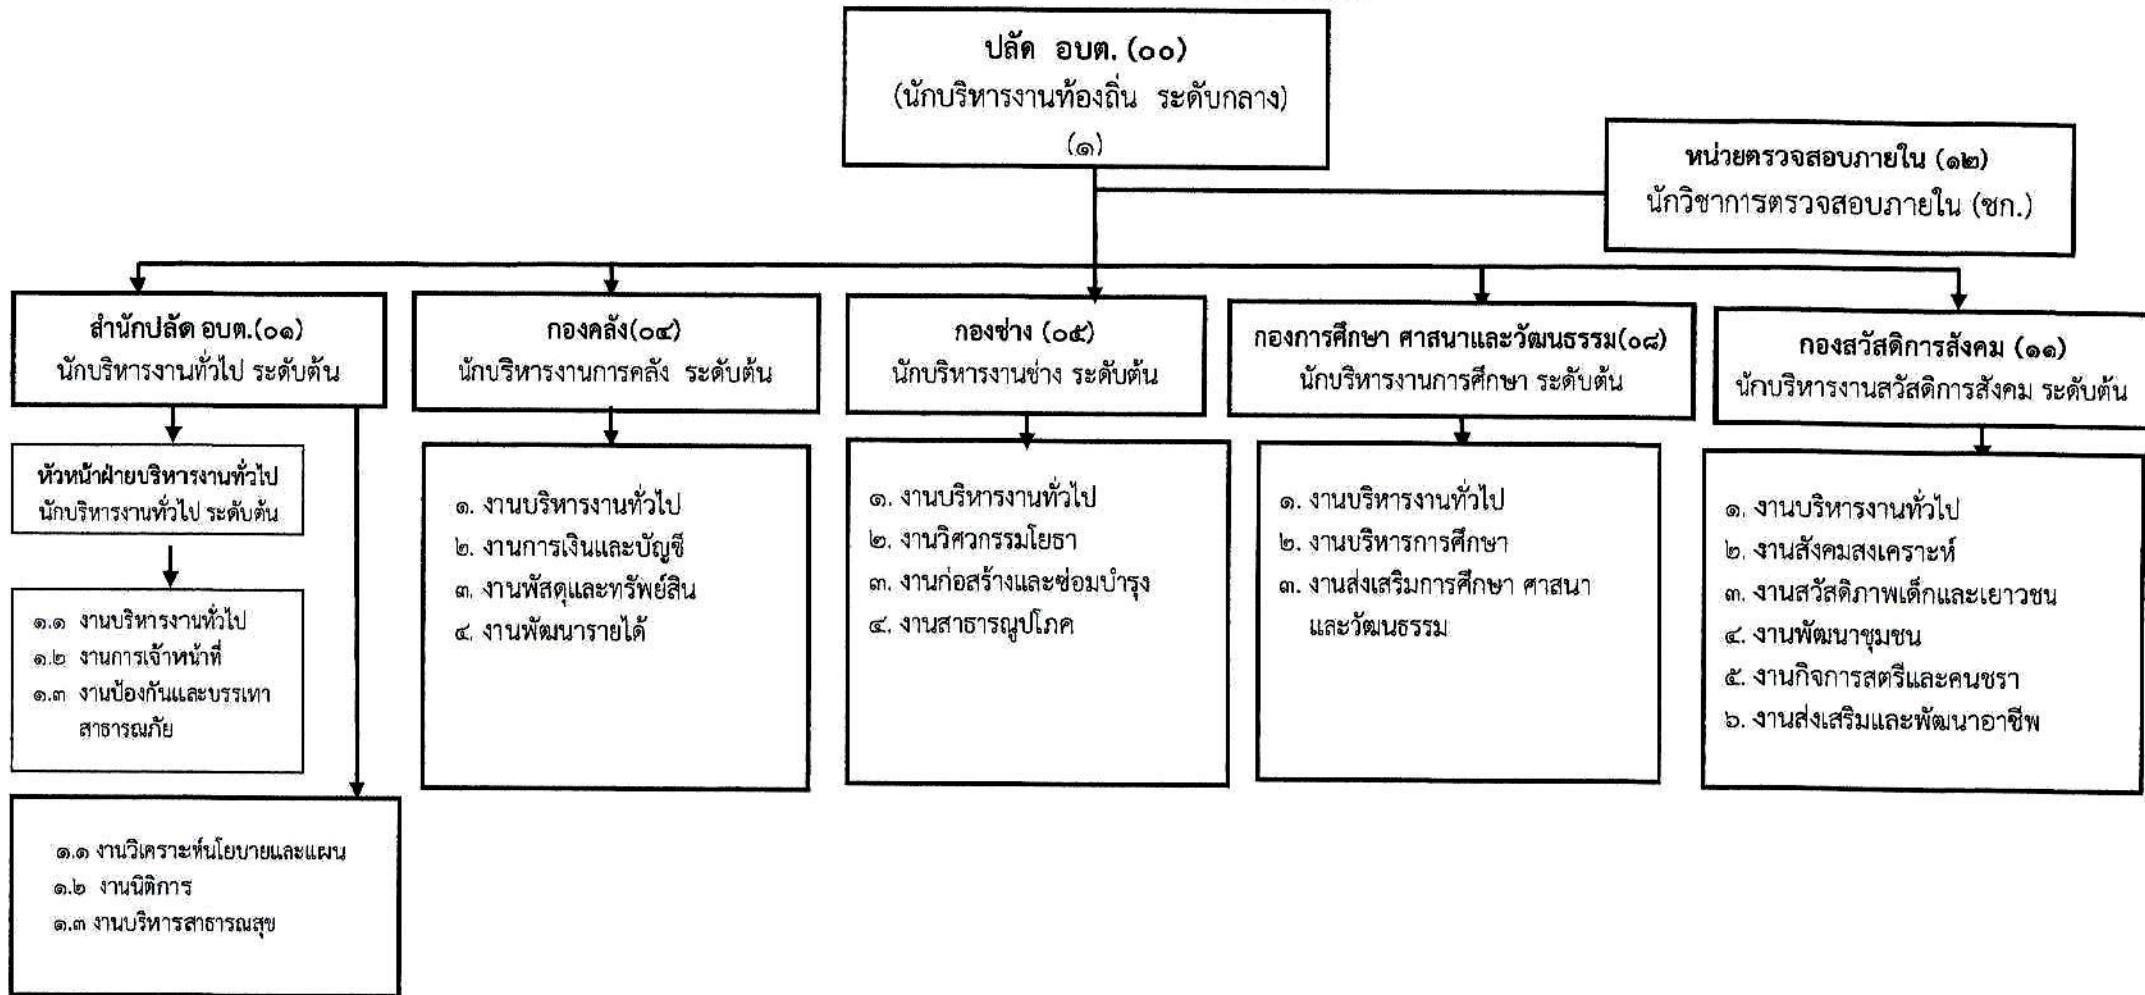 ปลัด อบต. (๐๐)
(นักบริหารงานท้องถิ่น ระดับกลาง)
(๑)
หน่วยตรวจสอบภายใน (๑๒)
นักวิชาการตรวจสอบภายใน (ชก.)
สำนักปลัด อบต.(๐๑)
นักบริหารงานทั่วไป ระดับต้น
กองคลัง(๐๔)
นักบริหารงานการคลัง ระดับต้น
กองช่าง (๐๕)
นักบริหารงานช่าง ระดับต้น
กองการศึกษา ศาสนาและวัฒนธรรม(๐๘)
นักบริหารงานการศึกษา ระดับต้น
กองสวัสดิการสังคม (๑๑)
นักบริหารงานสวัสดิการสังคม ระดับต้น
หัวหน้าฝ่ายบริหารงานทั่วไป
นักบริหารงานทั่วไป ระดับต้น
๑.๑ งานบริหารงานทั่วไป
๑.๒ งานการเจ้าหน้าที่
๑.๓ งานป้องกันและบรรเทา
สาธารณภัย
๑.๑ งานวิเคราะห์นโยบายและแผน
๑.๒ งานนิติการ
๑.๓ งานบริหารสาธารณสุข
๑. งานบริหารงานทั่วไป
๒. งานการเงินและบัญชี
๓. งานพัสดุและทรัพย์สิน
๔. งานพัฒนารายได้
๑. งานบริหารงานทั่วไป
๒. งานวิศวกรรมโยธา
๓. งานก่อสร้างและซ่อมบำรุง
๔. งานสาธารณูปโภค
๑. งานบริหารงานทั่วไป
๒. งานบริหารการศึกษา
๓. งานส่งเสริมการศึกษา ศาสนา
และวัฒนธรรม
๑. งานบริหารงานทั่วไป
๒. งานสังคมสงเคราะห์
๓. งานสวัสดิภาพเด็กและเยาวชน
๔. งานพัฒนาชุมชน
๕. งานกิจการสตรีและคนชรา
๖. งานส่งเสริมและพัฒนาอาชีพ